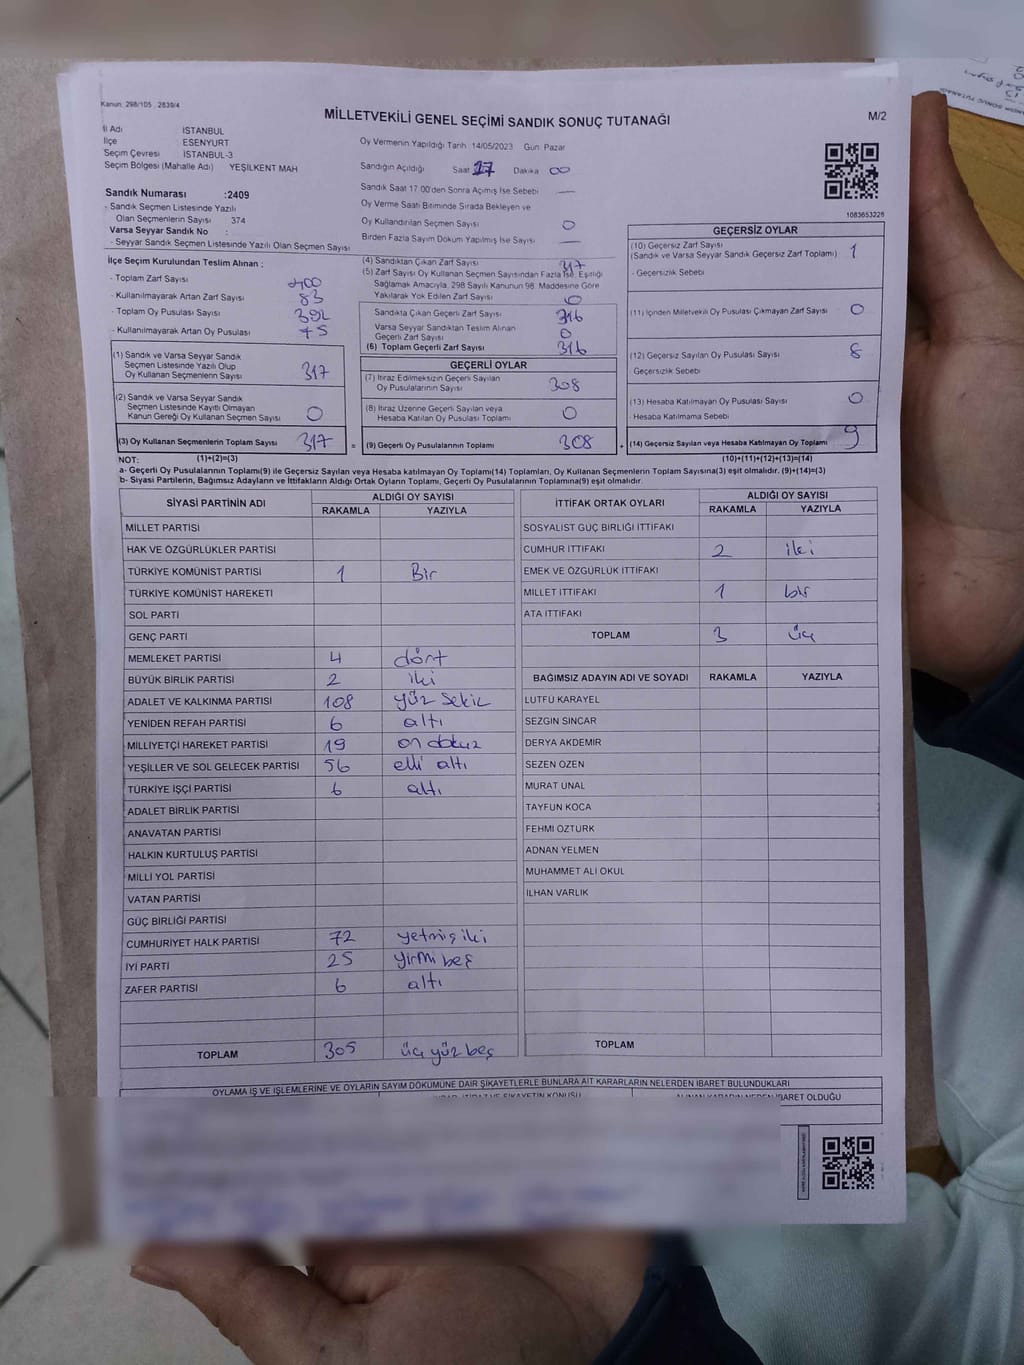 Kanun: 298/105 , 2839/4
MİLLETVEKİLİ GENEL SEÇİMİ SANDIK SONUÇ TUTANAĞI
M/2
İl Adı İSTANBUL
İlçe ESENYURT
Seçim Çevresi İSTANBUL-3
Seçim Bölgesi (Mahalle Adı) YEŞİLKENT MAH
Sandık Numarası :2409
- Sandık Seçmen Listesinde Yazılı
Olan Seçmenlerin Sayısı 374
Varsa Seyyar Sandık No :
- Seyyar Sandık Seçmen Listesinde Yazılı Olan Seçmen Sayısı
Oy Vermenin Yapıldığı Tarih 14/05/2023 Gün Pazar
Sandığın Açıldığı Saat 17 Dakika 00
Sandık Saat 17 00'den Sonra Açımış İse Sebebi —
Oy Verme Saati Bitiminde Sırada Bekleyen ve
Oy Kullandırılan Seçmen Sayısı 0
Birden Fazla Sayım Döküm Yapılmış İse Sayısı —
1083653226
İlçe Seçim Kurulundan Teslim Alınan ;
- Toplam Zarf Sayısı 400
- Kullanılmayarak Artan Zarf Sayısı 83
- Toplam Oy Pusulası Sayısı 392
- Kullanılmayarak Artan Oy Pusulası 75
(4) Sandıktan Çıkan Zarf Sayısı 317
(5) Zarf Sayısı Oy Kullanan Seçmen Sayısından Fazla İse, Eşitliği
Sağlamak Amacıyla, 298 Sayılı Kanunun 98. Maddesine Göre
Yakılarak Yok Edilen Zarf Sayısı 0
Sandıkta Çıkan Geçerli Zarf Sayısı 316
Varsa Seyyar Sandıktan Teslim Alınan
Geçerli Zarf Sayısı 0
(6) Toplam Geçerli Zarf Sayısı 316
GEÇERSİZ OYLAR
(10) Geçersiz Zarf Sayısı 1
(Sandık ve Varsa Seyyar Sandık Geçersiz Zarf Toplamı)
- Geçersizlik Sebebi
(11) İçinden Milletvekili Oy Pusulası Çıkmayan Zarf Sayısı 0
(12) Geçersiz Sayılan Oy Pusulası Sayısı 8
Geçersizlik Sebebi
(13) Hesaba Katılmayan Oy Pusulası Sayısı 0
- Hesaba Katılmama Sebebi
(1) Sandık ve Varsa Seyyar Sandık
Seçmen Listesinde Yazılı Olup
Oy Kullanan Seçmenlerin Sayısı 317
(2) Sandık ve Varsa Seyyar Sandık
Seçmen Listesinde Kayıtlı Olmayan
Kanun Gereği Oy Kullanan Seçmen Sayısı 0
GEÇERLİ OYLAR
(7) İtiraz Edilmeksizin Geçerli Sayılan
Oy Pusulalarının Sayısı 308
(8) İtiraz Üzerine Geçerli Sayılan veya
Hesaba Katılan Oy Pusulası Toplamı 0
(3) Oy Kullanan Seçmenlerin Toplam Sayısı 317 = (9) Geçerli Oy Pusulalarının Toplamı 308 + (14) Geçersiz Sayılan veya Hesaba Katılmayan Oy Toplamı 9
NOT: (1)+(2)=(3) (10)+(11)+(12)+(13)=(14)
a- Geçerli Oy Pusulalarının Toplamı(9) ile Geçersiz Sayılan veya Hesaba katılmayan Oy Toplamı(14) Toplamları, Oy Kullanan Seçmenlerin Toplam Sayısına(3) eşit olmalıdır. (9)+(14)=(3)
b- Siyasi Partilerin, Bağımsız Adayların ve İttifakların Aldığı Ortak Oyların Toplamı, Geçerli Oy Pusulalarının Toplamına(9) eşit olmalıdır.
SİYASİ PARTİNİN ADI ALDIĞI OY SAYISI
RAKAMLA YAZIYLA
MİLLET PARTİSİ
HAK VE ÖZGÜRLÜKLER PARTİSİ
TÜRKİYE KOMÜNİST PARTİSİ 1 Bir
TÜRKİYE KOMÜNİST HAREKETİ
SOL PARTİ
GENÇ PARTİ
MEMLEKET PARTİSİ 4 dört
BÜYÜK BİRLİK PARTİSİ 2 iki
ADALET VE KALKINMA PARTİSİ 108 yüz sekiz
YENİDEN REFAH PARTİSİ 6 altı
MİLLİYETÇİ HAREKET PARTİSİ 19 on dokuz
YEŞİLLER VE SOL GELECEK PARTİSİ 56 elli altı
TÜRKİYE İŞÇİ PARTİSİ 6 altı
ADALET BİRLİK PARTİSİ
ANAVATAN PARTİSİ
HALKIN KURTULUŞ PARTİSİ
MİLLİ YOL PARTİSİ
VATAN PARTİSİ
GÜÇ BİRLİĞİ PARTİSİ
CUMHURİYET HALK PARTİSİ 72 yetmiş iki
İYİ PARTİ 25 yirmi beş
ZAFER PARTİSİ 6 altı
TOPLAM 305 üç yüz beş
İTTİFAK ORTAK OYLARI ALDIĞI OY SAYISI
RAKAMLA YAZIYLA
SOSYALİST GÜÇ BİRLİĞİ İTTİFAKI
CUMHUR İTTİFAKI 2 iki
EMEK VE ÖZGÜRLÜK İTTİFAKI
MİLLET İTTİFAKI 1 bir
ATA İTTİFAKI
TOPLAM 3 üç
BAĞIMSIZ ADAYIN ADI VE SOYADI RAKAMLA YAZIYLA
LÜTFÜ KARAYEL
SEZGİN SİNCAR
DERYA AKDEMİR
SEZEN ÖZEN
MURAT ÜNAL
TAYFUN KOCA
FEHMİ ÖZTÜRK
ADNAN YELMEN
MUHAMMET ALİ OKUL
İLHAN VARLIK
TOPLAM
OYLAMA İŞ VE İŞLEMLERİNE VE OYLARIN SAYIM DÖKÜMÜNE DAİR ŞİKAYETLERLE BUNLARA AİT KARARLARIN NELERDEN İBARET BULUNDUKLARI